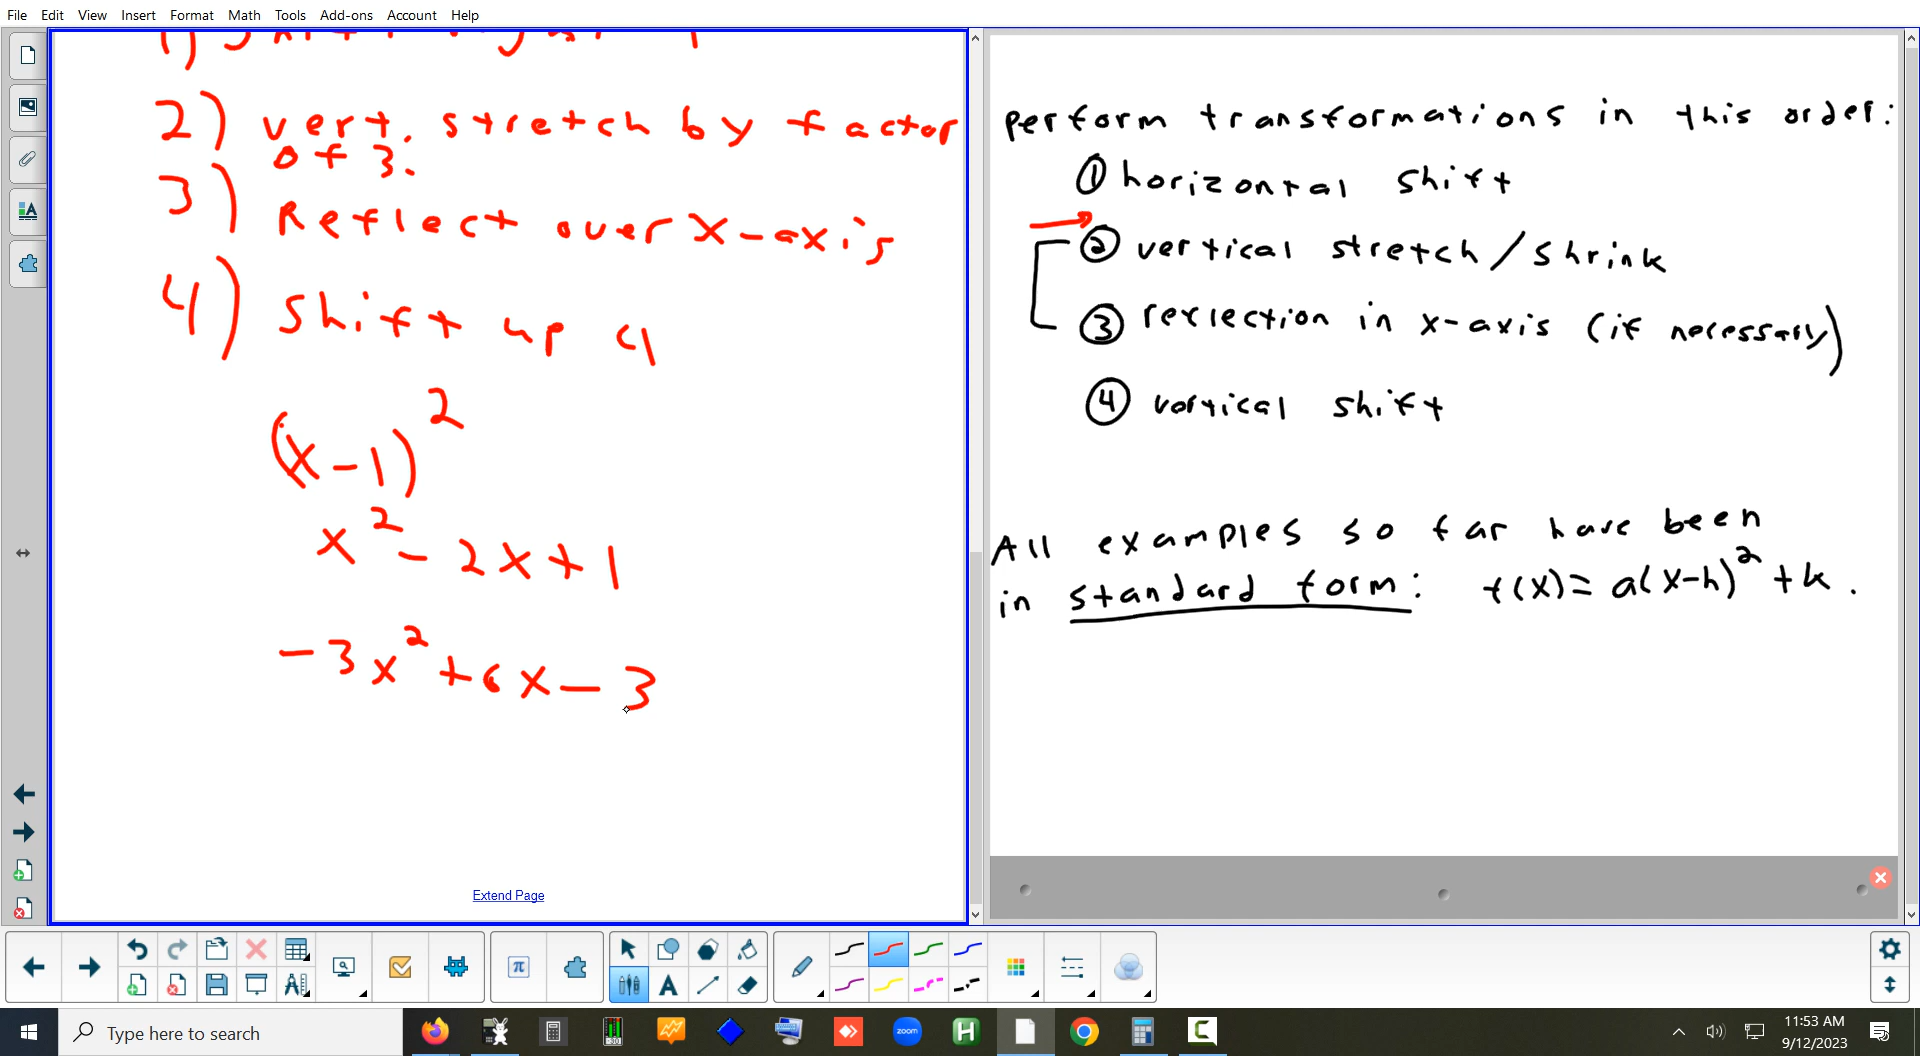 File Edit View Insert Format Math Tools Add-ons Account Help
2) vert. stretch by factor
of 3.
3) Reflect over x-axis
4) Shift up 4
(x-1)²
x² - 2x + 1
-3x² + 6x - 3
Extend Page
perform transformations in this order:
① horizontal shift
② vertical stretch/shrink
③ reflection in x-axis (if necessary)
④ vertical shift
All examples so far have been
in standard form: f(x) = a(x-h)² + k.
Type here to search
zoom
11:53 AM
9/12/2023